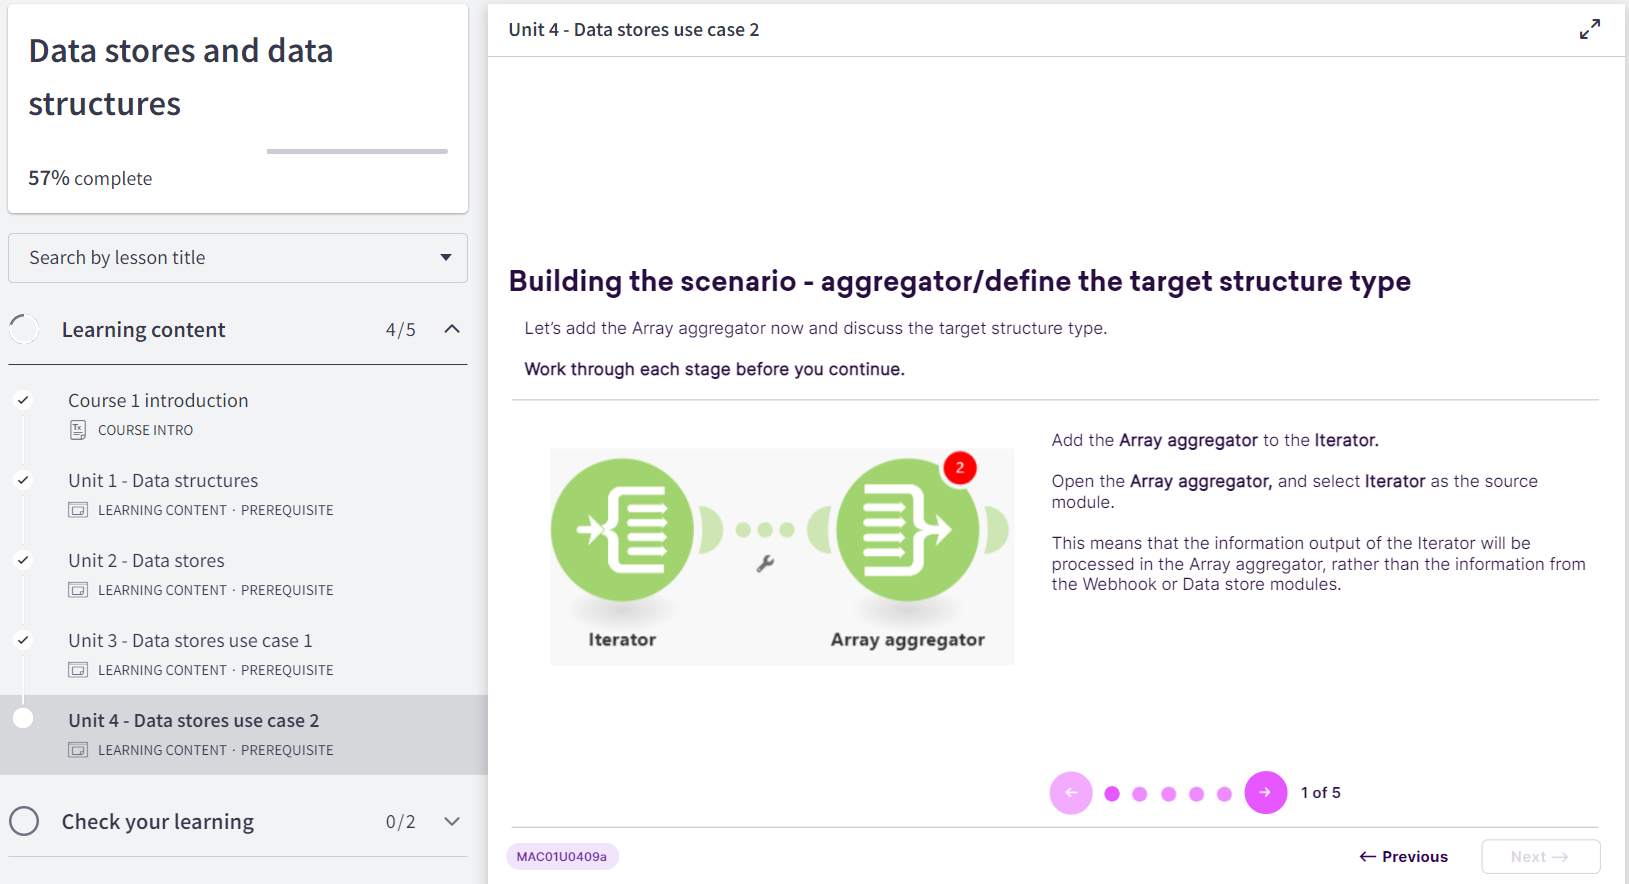 Data stores and data
structures
57% complete
Search by lesson title
Learning content 4/5
Course 1 introduction
Tx
COURSE INTRO
Unit 1 - Data structures
LEARNING CONTENT · PREREQUISITE
Unit 2 - Data stores
LEARNING CONTENT · PREREQUISITE
Unit 3 - Data stores use case 1
LEARNING CONTENT · PREREQUISITE
Unit 4 - Data stores use case 2
LEARNING CONTENT · PREREQUISITE
Check your learning 0/2
Unit 4 - Data stores use case 2
Building the scenario - aggregator/define the target structure type
Let's add the Array aggregator now and discuss the target structure type.
Work through each stage before you continue.
2
Iterator
Array aggregator
Add the Array aggregator to the Iterator.
Open the Array aggregator, and select Iterator as the source
module.
This means that the information output of the Iterator will be
processed in the Array aggregator, rather than the information from
the Webhook or Data store modules.
1 of 5
MAC01U0409a
← Previous
Next →